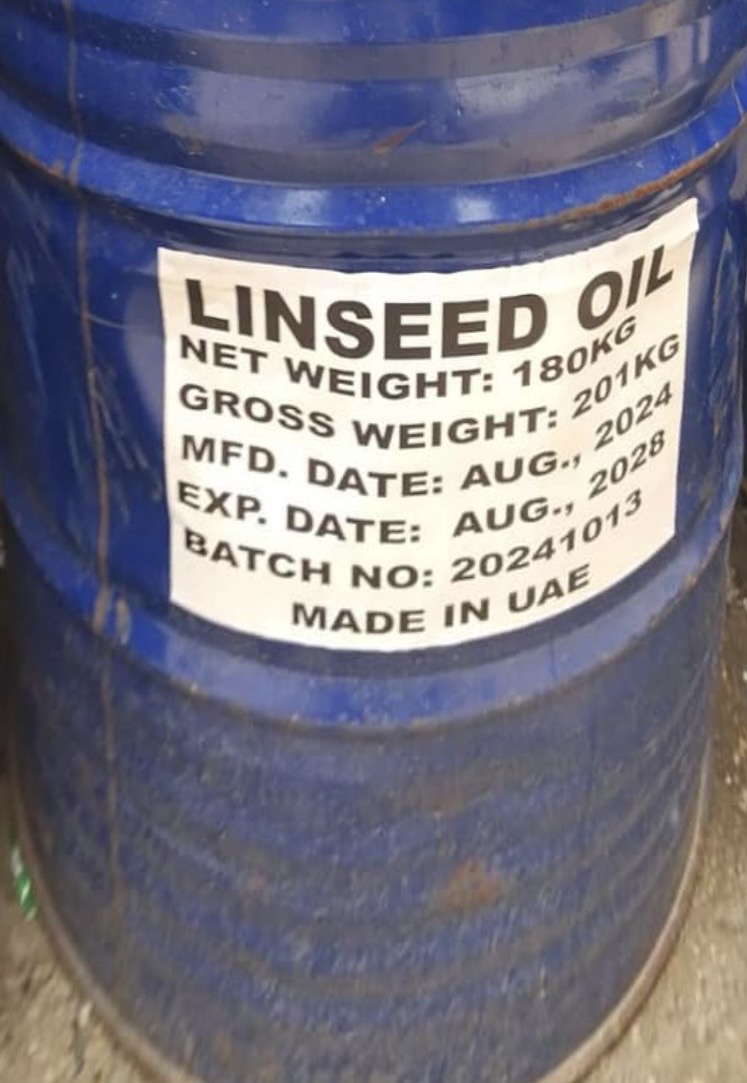 LINSEED OIL
NET WEIGHT: 180KG
GROSS WEIGHT: 201KG
MFD. DATE: AUG., 2024
EXP. DATE: AUG., 2028
BATCH NO: 20241013
MADE IN UAE